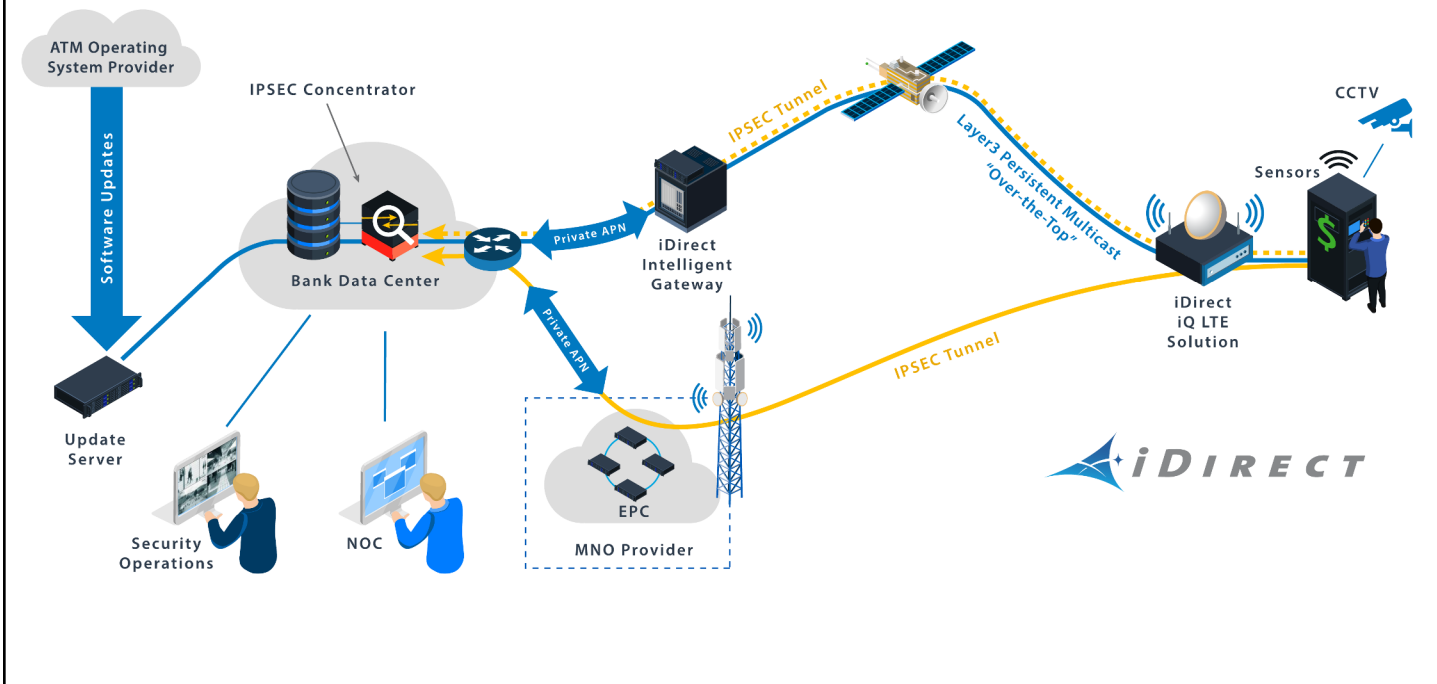 ATM Operating
System Provider
Software Updates
IPSEC Concentrator
Bank Data Center
Update
Server
Security
Operations
NOC
Private APN
Private APN
iDirect
Intelligent
Gateway
IPSEC Tunnel
Layer3 Persistent Multicast
“Over-the-Top”
CCTV
Sensors
$
iDirect
iQ LTE
Solution
IPSEC Tunnel
EPC
MNO Provider
iDIRECT